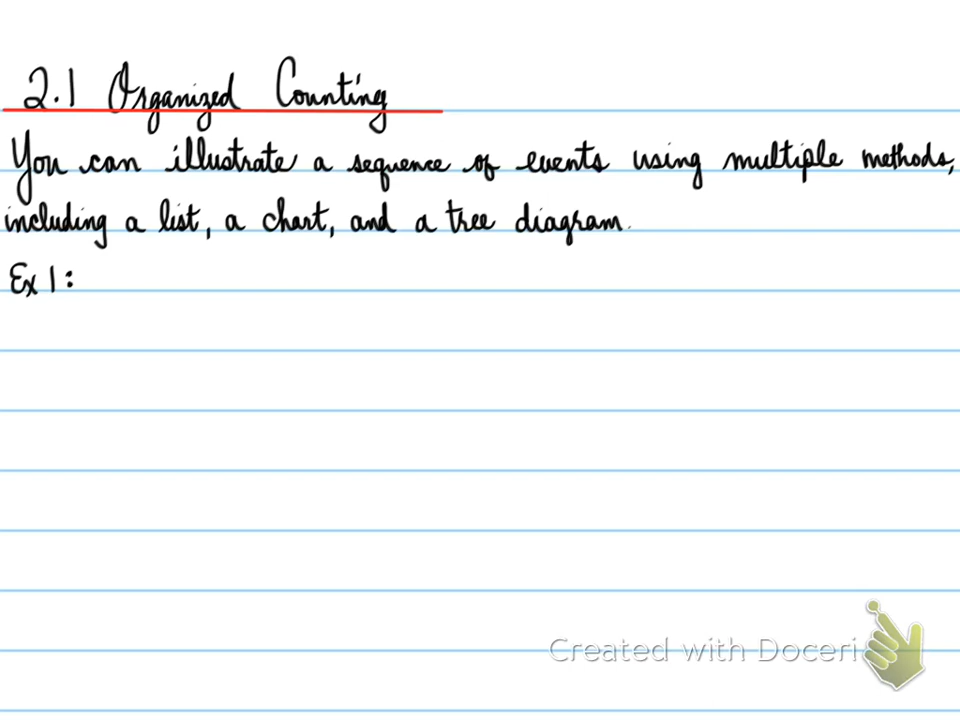 2.1 Organized Counting
You can illustrate a sequence of events using multiple methods,
including a list, a chart, and a tree diagram.
Ex 1:
Created with Doceri